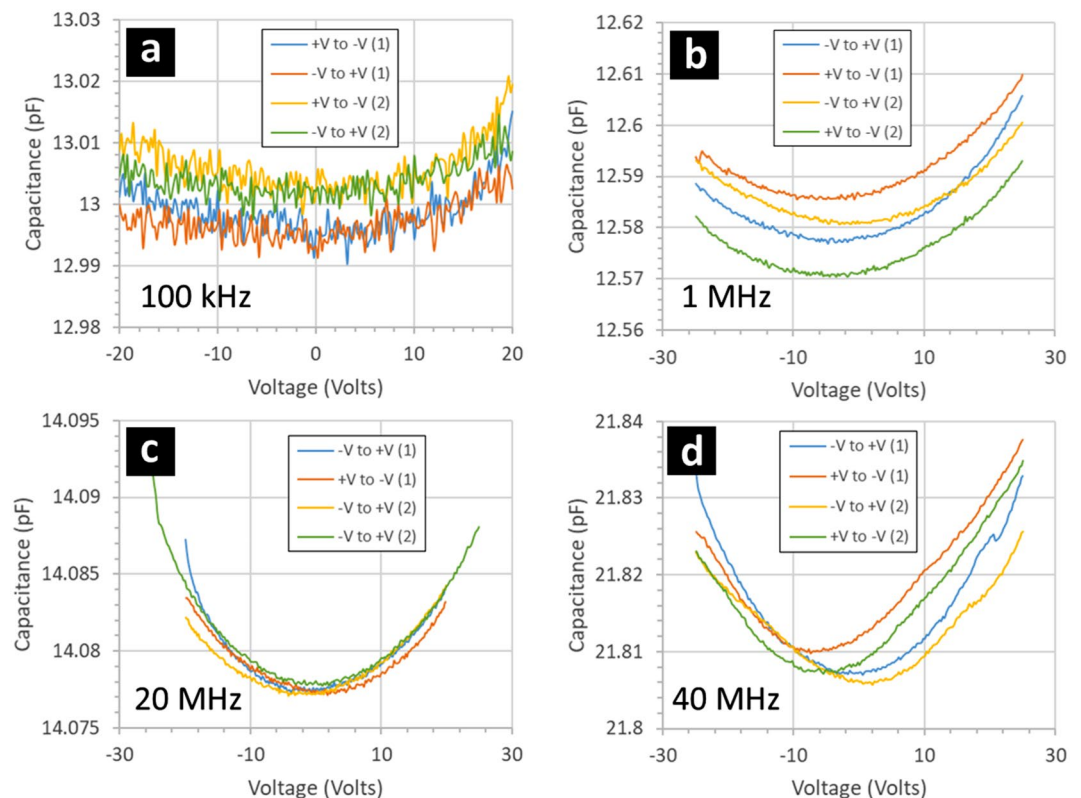 a
13.03
13.02
13.01
13
12.99
12.98
Capacitance (pF)
+V to -V (1)
-V to +V (1)
+V to -V (2)
-V to +V (2)
100 kHz
-20 -10 0 10 20
Voltage (Volts)
b
12.62
12.61
12.6
12.59
12.58
12.57
12.56
Capacitance (pF)
-V to +V (1)
+V to -V (1)
-V to +V (2)
+V to -V (2)
1 MHz
-30 -10 10 30
Voltage (Volts)
c
14.095
14.09
14.085
14.08
14.075
Capacitance (pF)
-V to +V (1)
+V to -V (1)
-V to +V (2)
-V to +V (2)
20 MHz
-30 -10 10 30
Voltage (Volts)
d
21.84
21.83
21.82
21.81
21.8
Capacitance (pF)
-V to +V (1)
+V to -V (1)
-V to +V (2)
+V to -V (2)
40 MHz
-30 -10 10 30
Voltage (Volts)